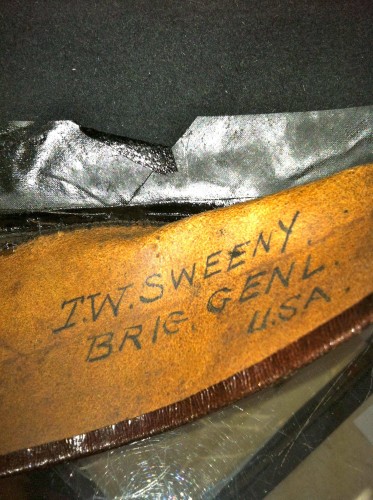 T.W. SWEENY.
BRIG. GENL.
U.S.A.